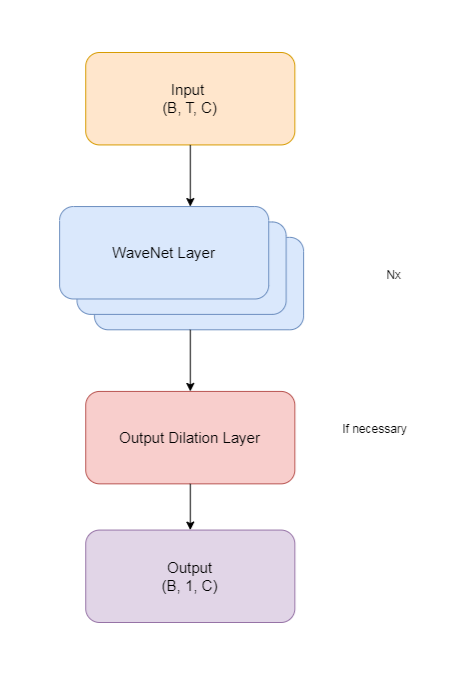 Input
(B, T, C)
WaveNet Layer
Nx
Output Dilation Layer
If necessary
Output
(B, 1, C)